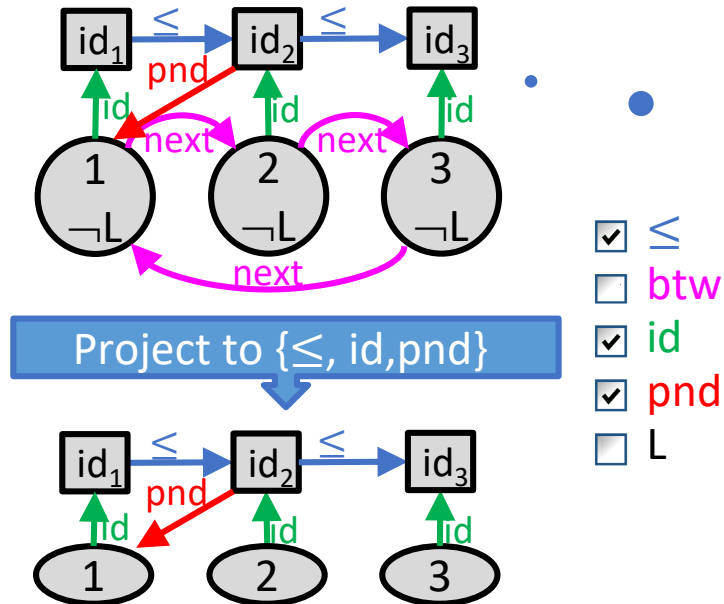 ≤ ≤
id₁ id₂ id₃
pnd
id id id
next next
1 2 3
¬L ¬L ¬L
next
≤
btw
id
pnd
L
Project to {≤, id,pnd}
≤ ≤
id₁ id₂ id₃
pnd
id id id
1 2 3